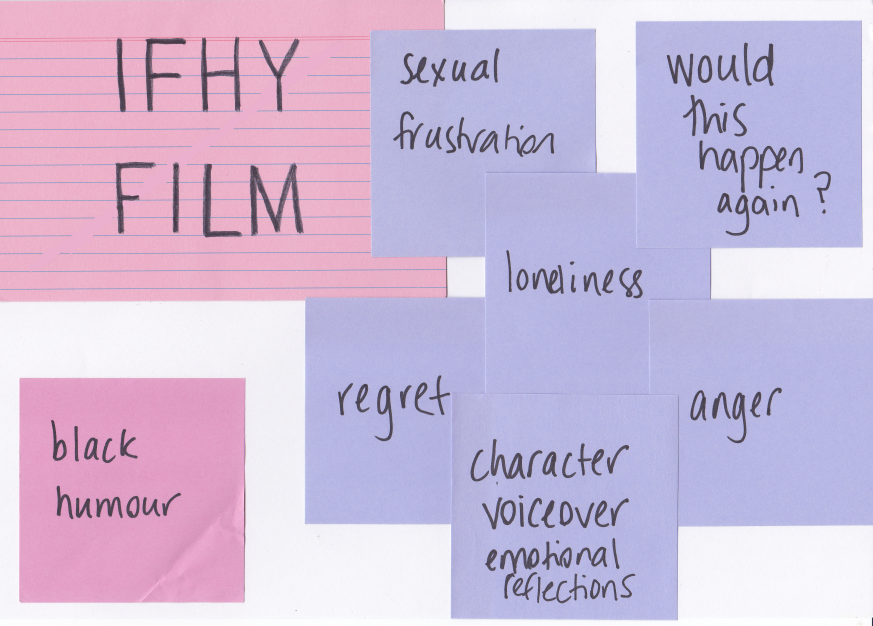 IFHY
FILM
sexual
frustration
would
this
happen
again?
loneliness
regret
anger
black
humour
character
voiceover
emotional
reflections